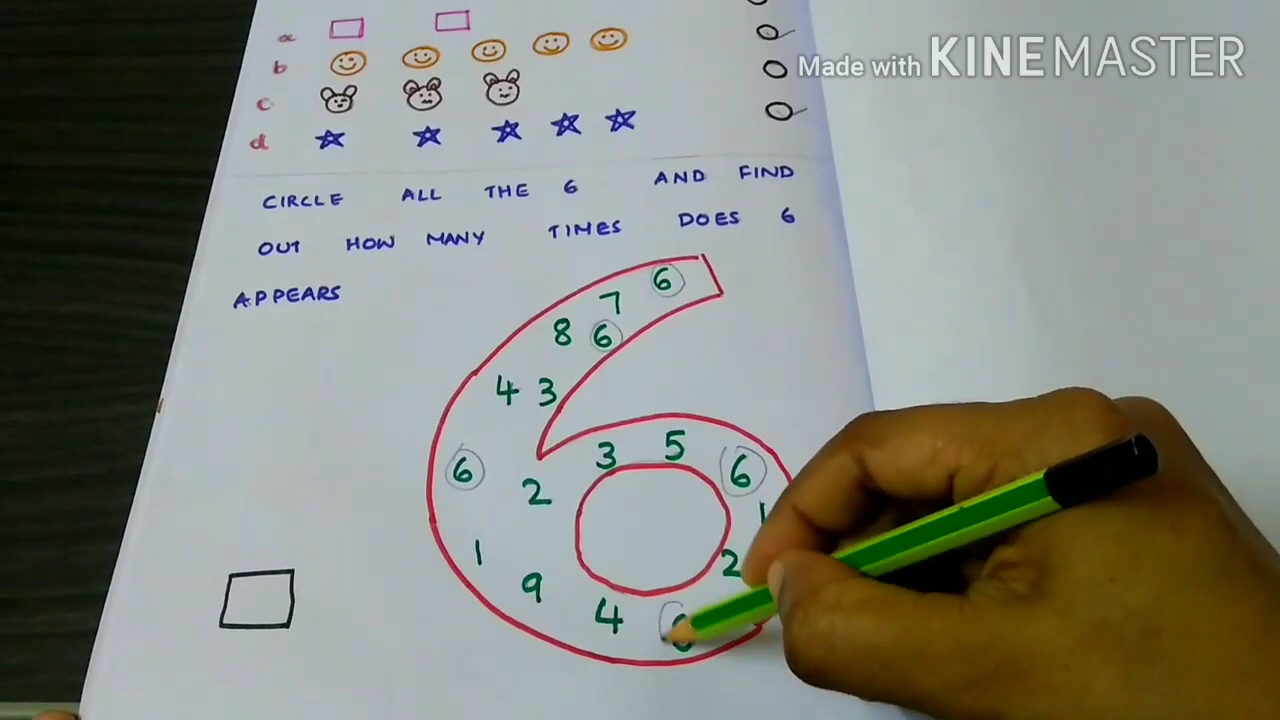 a
b
Made with KINEMASTER
c
d
CIRCLE ALL THE 6 AND FIND
OUT HOW MANY TIMES DOES 6
APPEARS
6
7
8 6
4 3
3 5 6
6 2
1
1 2
9
4